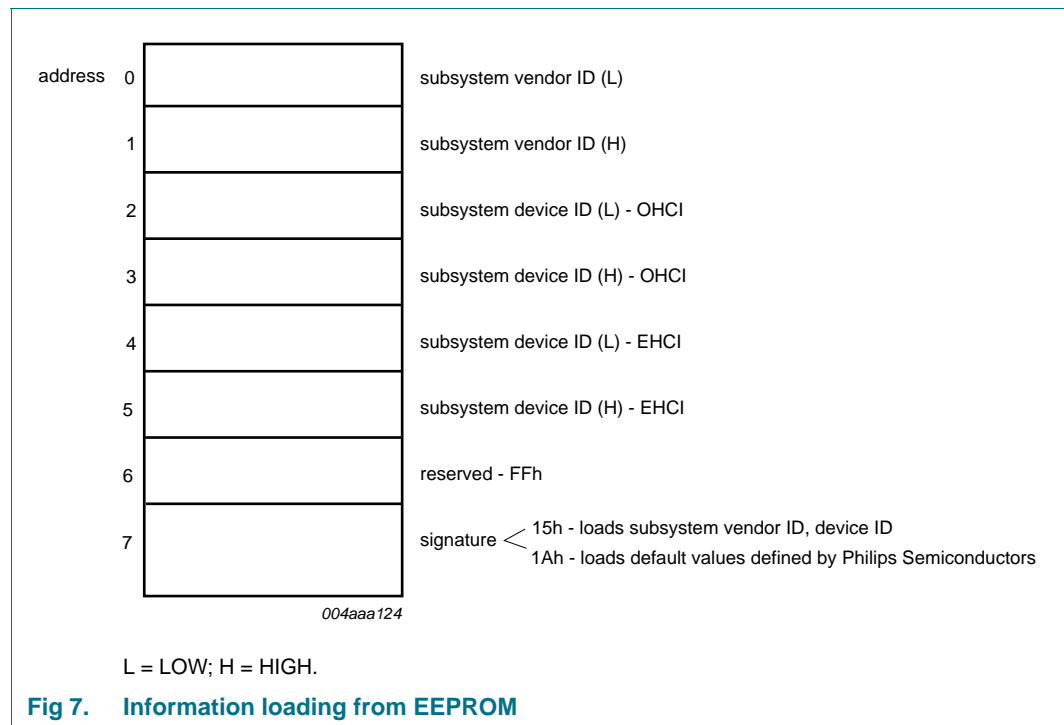 address 0 subsystem vendor ID (L)
1 subsystem vendor ID (H)
2 subsystem device ID (L) - OHCI
3 subsystem device ID (H) - OHCI
4 subsystem device ID (L) - EHCI
5 subsystem device ID (H) - EHCI
6 reserved - FFh
7 signature 15h - loads subsystem vendor ID, device ID
1Ah - loads default values defined by Philips Semiconductors
004aaa124
L = LOW; H = HIGH.
Fig 7. Information loading from EEPROM